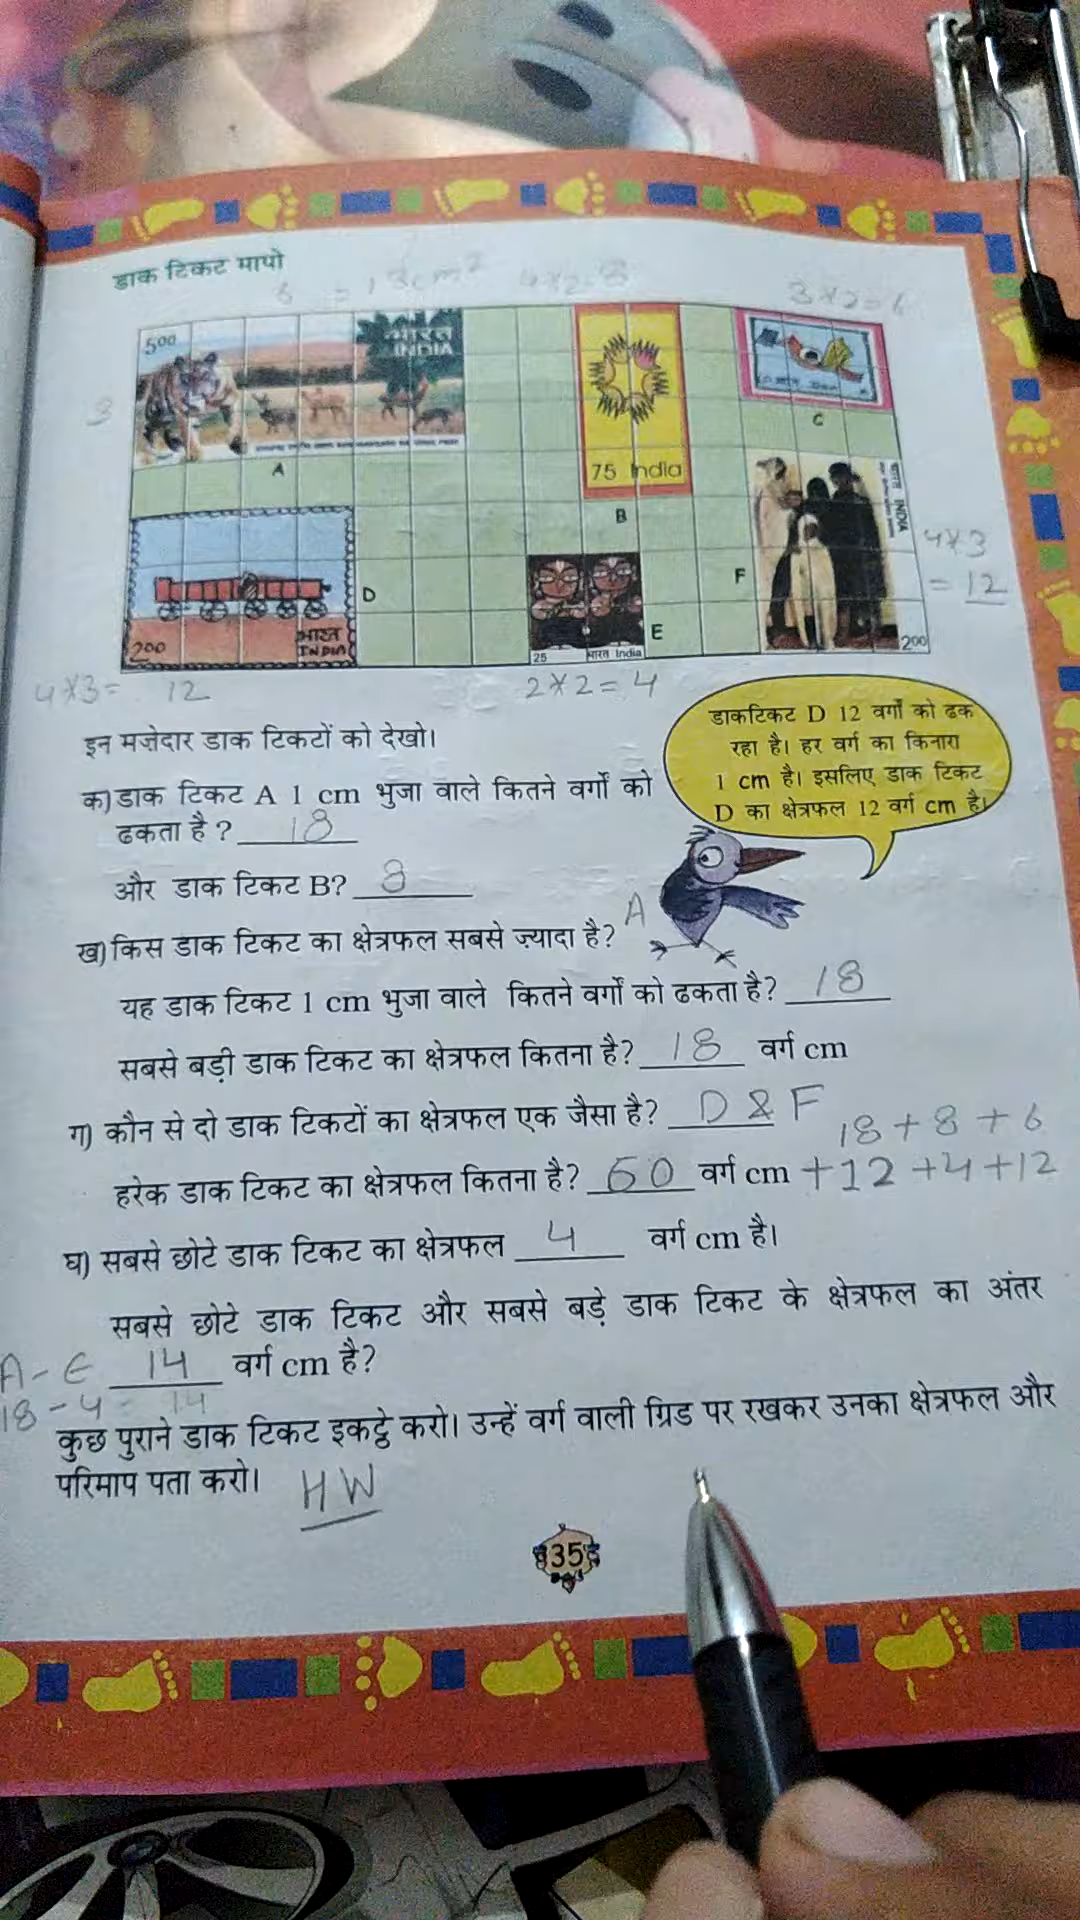 डाक टिकट मापो
6 = 18cm² 4×2=8 3×2=6
3
500
भारत
INDIA
A
75 India
B
C
भारत INDIA
4×3
= 12
F
200
D
भारत
INDIA
200
25 भारत India
E
4×3= 12
2×2=4
डाकटिकट D 12 वर्गों को ढक
रहा है। हर वर्ग का किनारा
1 cm है। इसलिए डाक टिकट
D का क्षेत्रफल 12 वर्ग cm है।
इन मज़ेदार डाक टिकटों को देखो।
क) डाक टिकट A 1 cm भुजा वाले कितने वर्गों को
ढकता है ? 18
और डाक टिकट B? 8
ख) किस डाक टिकट का क्षेत्रफल सबसे ज़्यादा है? A
यह डाक टिकट 1 cm भुजा वाले कितने वर्गों को ढकता है? 18
सबसे बड़ी डाक टिकट का क्षेत्रफल कितना है? 18 वर्ग cm
ग) कौन से दो डाक टिकटों का क्षेत्रफल एक जैसा है? D & F
18+8+6
हरेक डाक टिकट का क्षेत्रफल कितना है? 60 वर्ग cm +12+4+12
घ) सबसे छोटे डाक टिकट का क्षेत्रफल 4 वर्ग cm है।
सबसे छोटे डाक टिकट और सबसे बड़े डाक टिकट के क्षेत्रफल का अंतर
A-E 14 वर्ग cm है?
18-4=14
कुछ पुराने डाक टिकट इकट्ठे करो। उन्हें वर्ग वाली ग्रिड पर रखकर उनका क्षेत्रफल और
परिमाप पता करो। HW
35